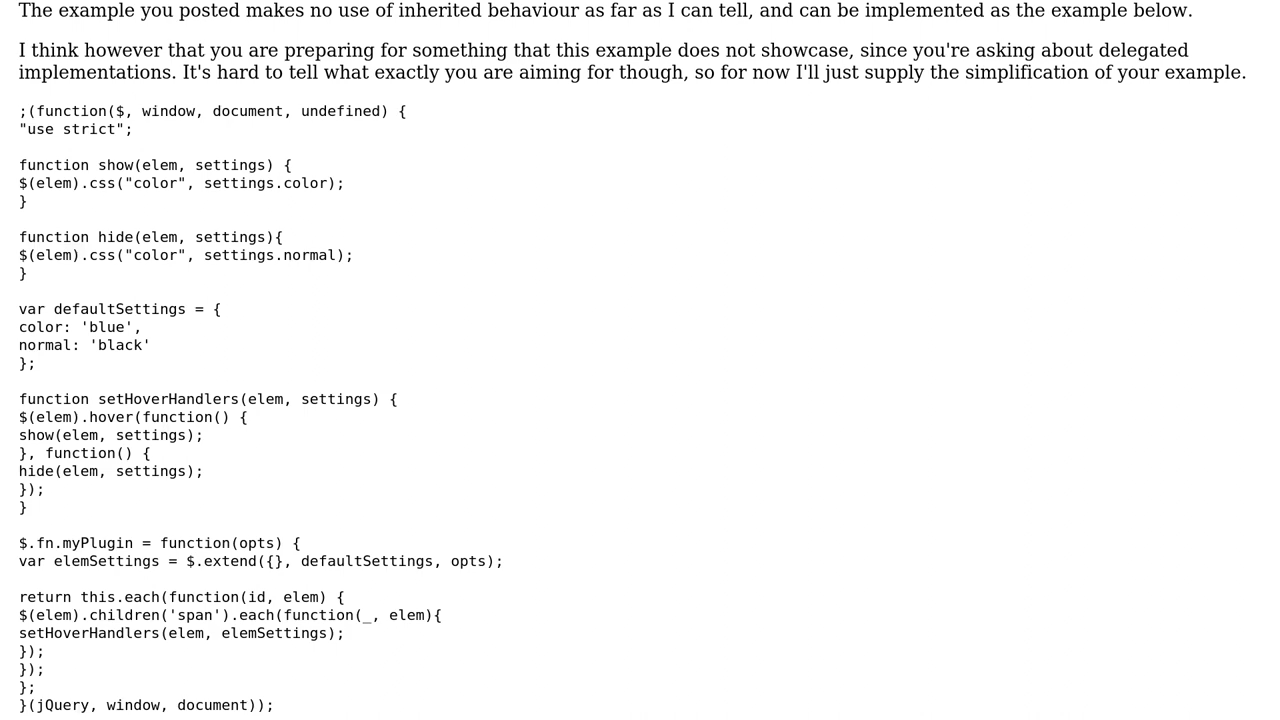 The example you posted makes no use of inherited behaviour as far as I can tell, and can be implemented as the example below.
I think however that you are preparing for something that this example does not showcase, since you're asking about delegated
implementations. It's hard to tell what exactly you are aiming for though, so for now I'll just supply the simplification of your example.
;(function($, window, document, undefined) {
"use strict";
function show(elem, settings) {
$(elem).css("color", settings.color);
}
function hide(elem, settings){
$(elem).css("color", settings.normal);
}
var defaultSettings = {
color: 'blue',
normal: 'black'
};
function setHoverHandlers(elem, settings) {
$(elem).hover(function() {
show(elem, settings);
}, function() {
hide(elem, settings);
});
}
$.fn.myPlugin = function(opts) {
var elemSettings = $.extend({}, defaultSettings, opts);
return this.each(function(id, elem) {
$(elem).children('span').each(function(_, elem){
setHoverHandlers(elem, elemSettings);
});
});
};
}(jQuery, window, document));